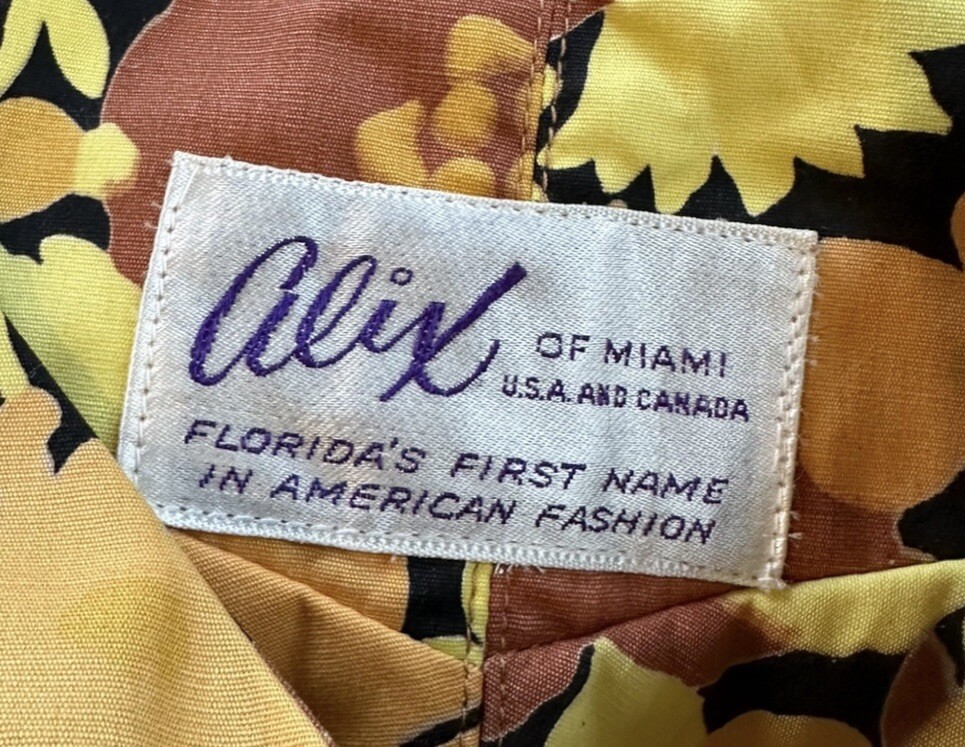 Alix OF MIAMI
U.S.A. AND CANADA
FLORIDA'S FIRST NAME
IN AMERICAN FASHION